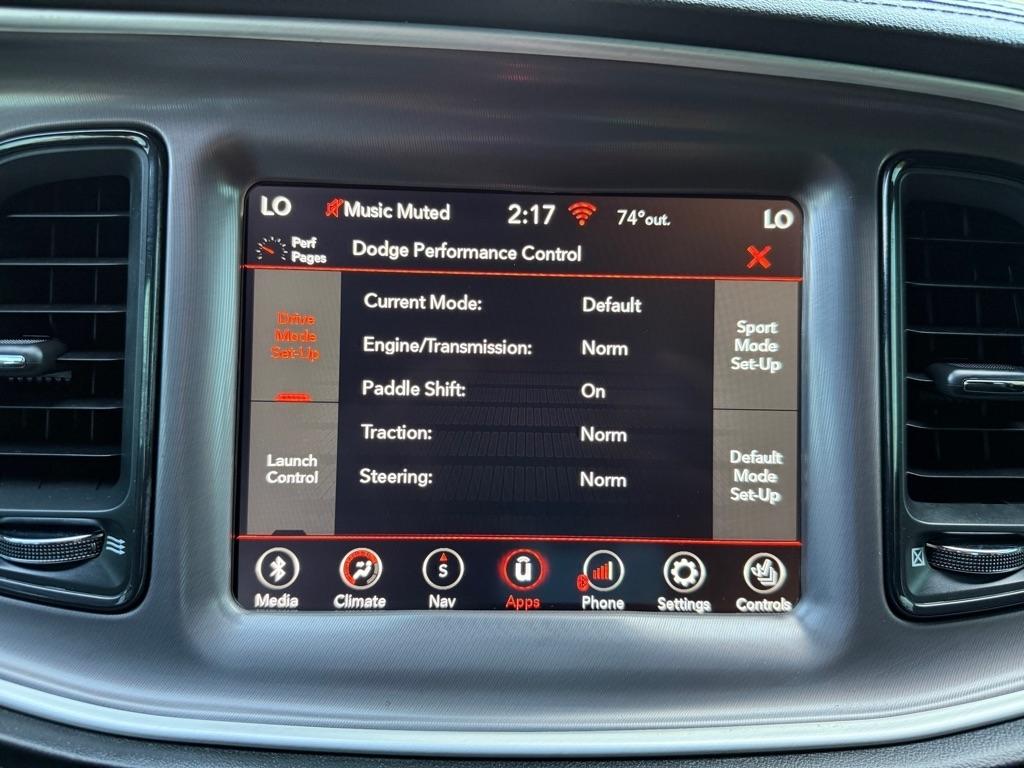 LO Music Muted 2:17 74°out. LO
Perf
Pages
Dodge Performance Control
Drive
Mode
Set-Up
Launch
Control
Current Mode: Default
Engine/Transmission: Norm
Paddle Shift: On
Traction: Norm
Steering: Norm
Sport
Mode
Set-Up
Default
Mode
Set-Up
S
Media Climate Nav Apps Phone Settings Controls